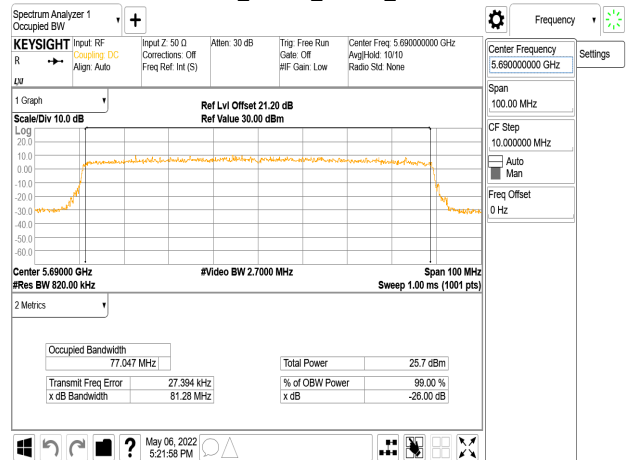 Spectrum Analyzer 1
Occupied BW
Frequency
KEYSIGHT
R
LXI
Input: RF
Coupling: DC
Align: Auto
Input Z: 50 Ω
Corrections: Off
Freq Ref: Int (S)
Atten: 30 dB
Trig: Free Run
Gate: Off
#IF Gain: Low
Center Freq: 5.690000000 GHz
Avg|Hold: 10/10
Radio Std: None
Center Frequency
5.690000000 GHz
Settings
Span
100.00 MHz
CF Step
10.000000 MHz
Auto
Man
Freq Offset
0 Hz
1 Graph
Scale/Div 10.0 dB
Ref Lvl Offset 21.20 dB
Ref Value 30.00 dBm
Log
20.0
10.0
0.00
-10.0
-20.0
-30.0
-40.0
-50.0
-60.0
Center 5.69000 GHz
#Video BW 2.7000 MHz
Span 100 MHz
#Res BW 820.00 kHz
Sweep 1.00 ms (1001 pts)
2 Metrics
Occupied Bandwidth
77.047 MHz
Total Power 25.7 dBm
Transmit Freq Error 27.394 kHz
% of OBW Power 99.00 %
x dB Bandwidth 81.28 MHz
x dB -26.00 dB
?
May 06, 2022
5:21:58 PM